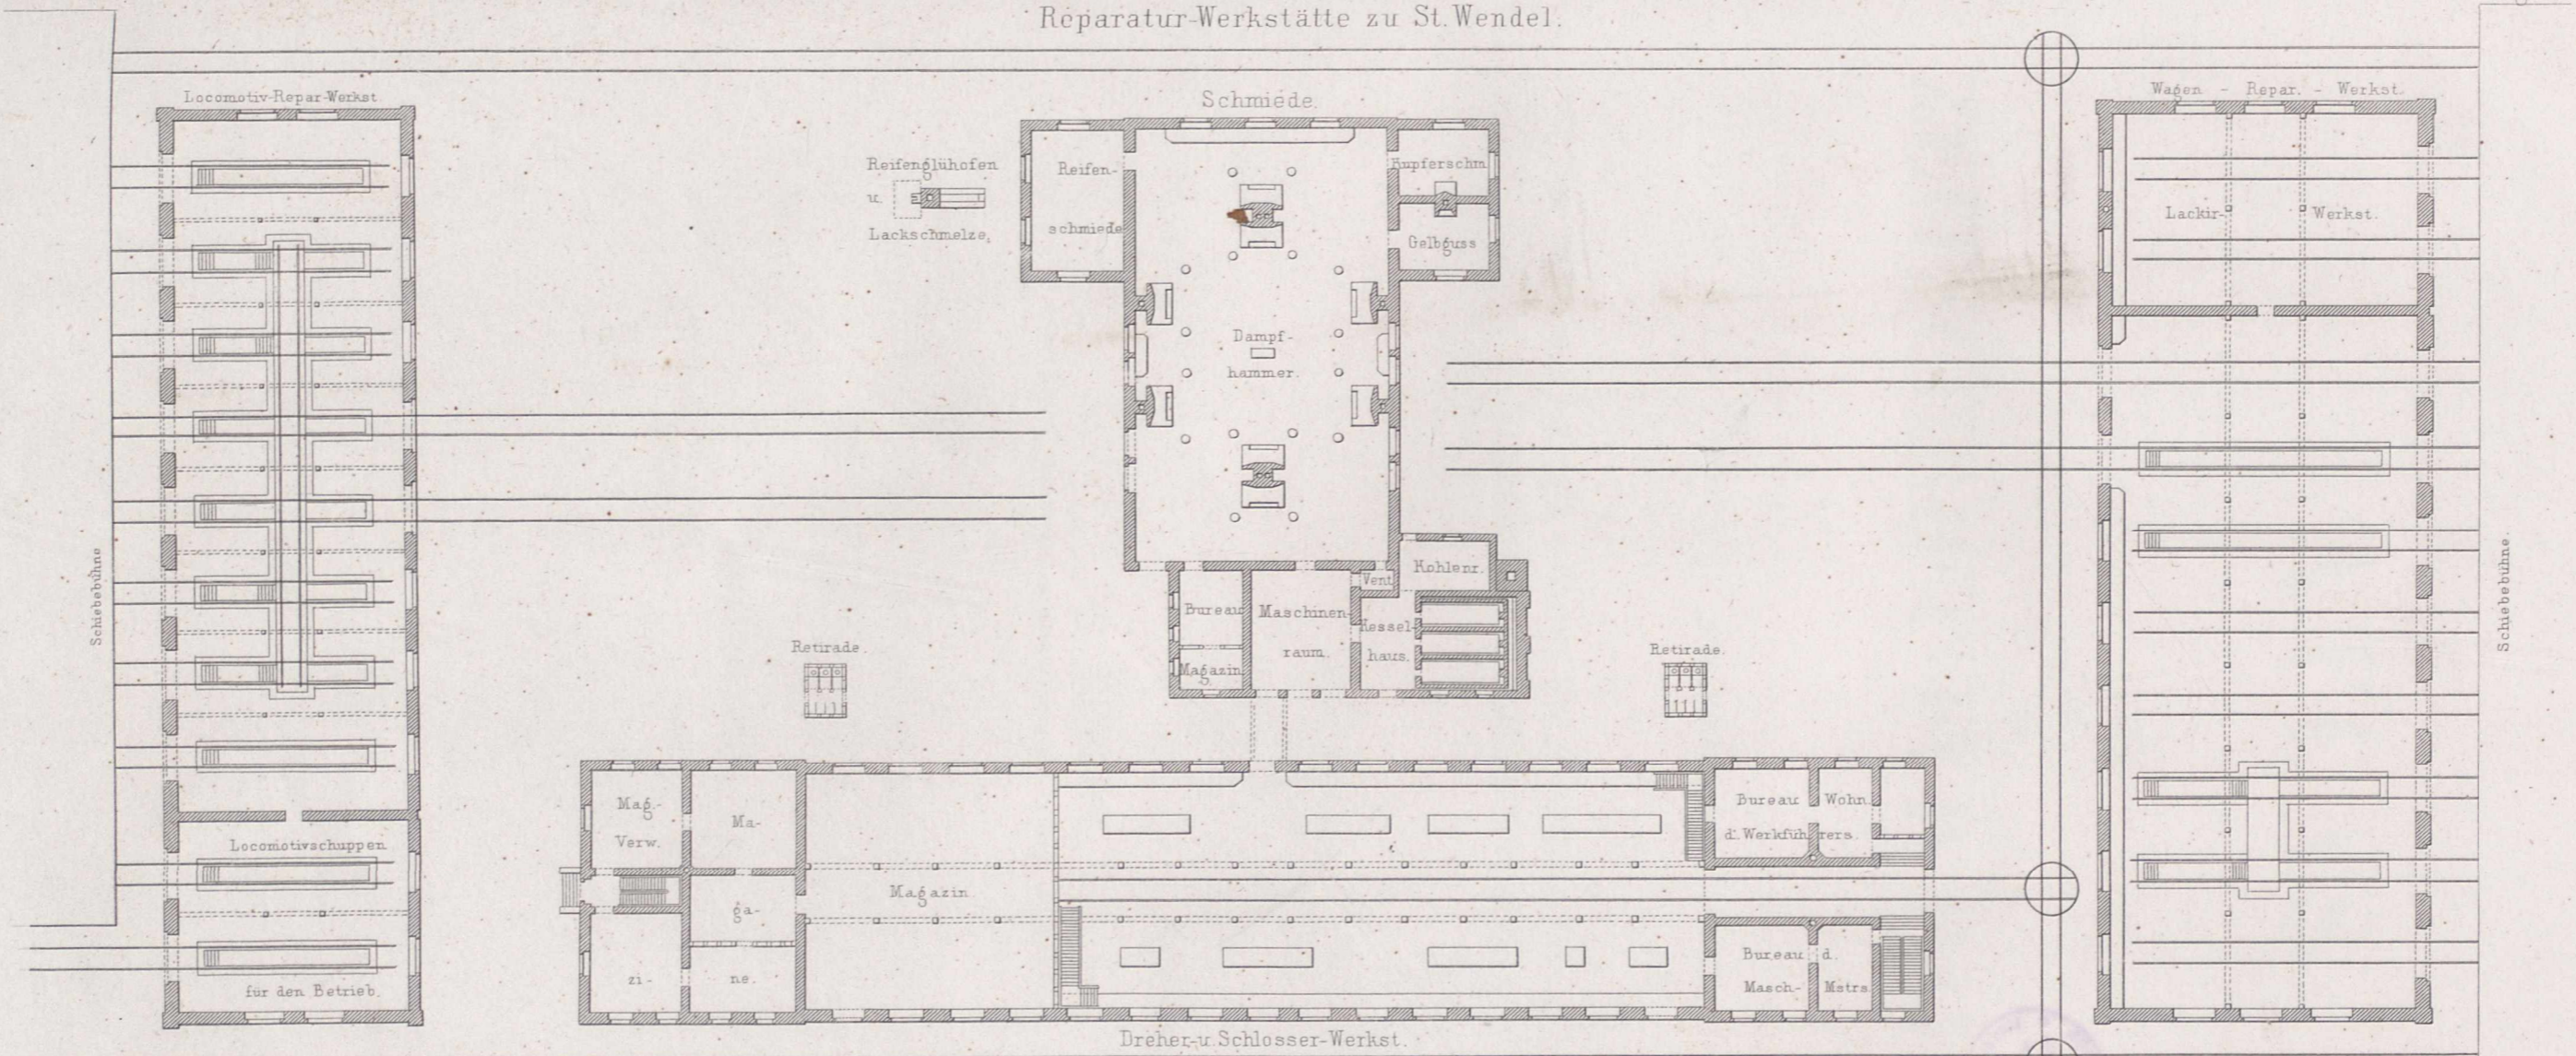 Reparatur-Werkstätte zu St. Wendel.
Locomotiv-Repar-Werkst
Schmiede.
Wagen - Repar. - Werkst.
Reifenglühofen
u.
Lackschmelze.
Reifen-
schmiede
Kupferschm
Gelbguss
Lackir- Werkst.
Dampf-
hammer.
Schiebebühne
Schiebebühne.
Vent.
Kohlenr.
Bureau
Maschinen-
raum.
Kessel-
haus.
Magazin
Retirade.
Retirade.
Mag.-
Verw.
Ma-
ga-
zi-
ne.
Magazin
Bureau Wohn.
d. Werkführers.
Bureau d.
Masch- Mstrs
Locomotivschuppen
für den Betrieb.
Dreher- u. Schlosser-Werkst.